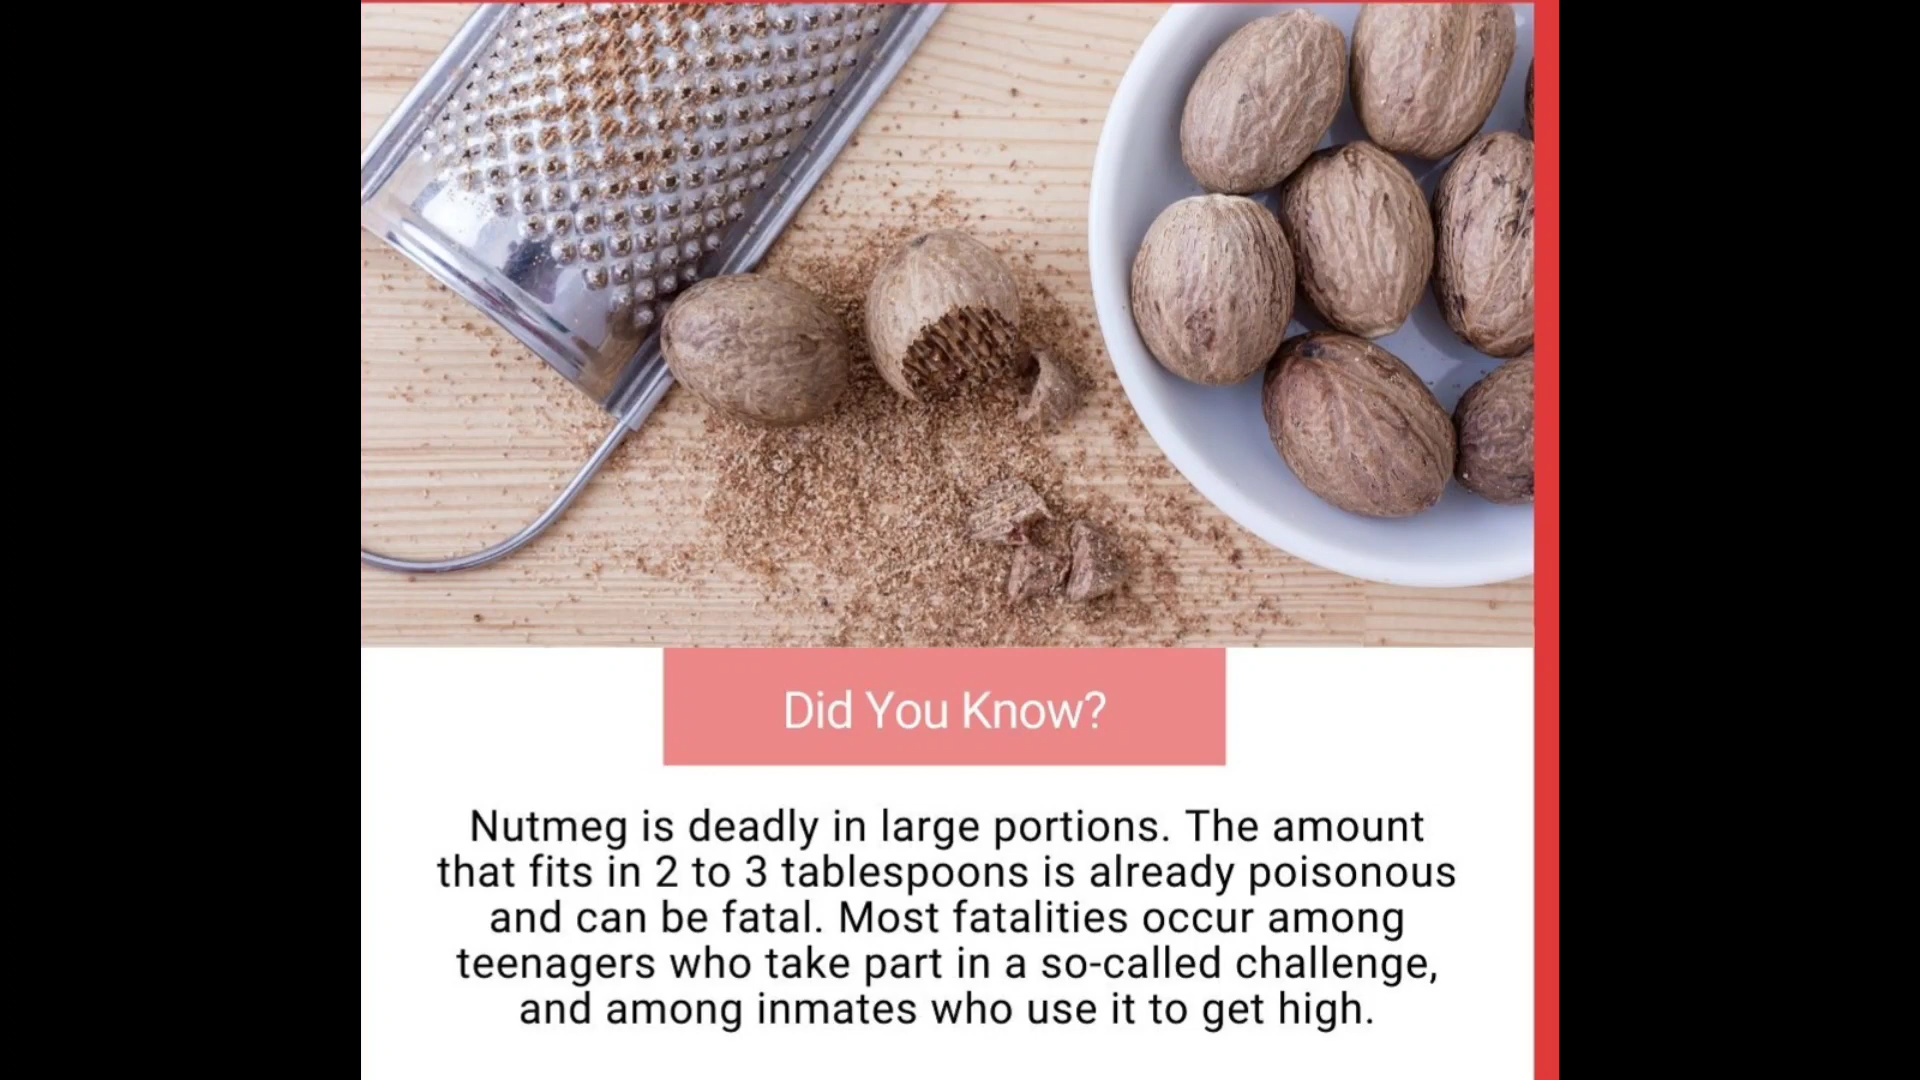 Did You Know?
Nutmeg is deadly in large portions. The amount
that fits in 2 to 3 tablespoons is already poisonous
and can be fatal. Most fatalities occur among
teenagers who take part in a so-called challenge,
and among inmates who use it to get high.